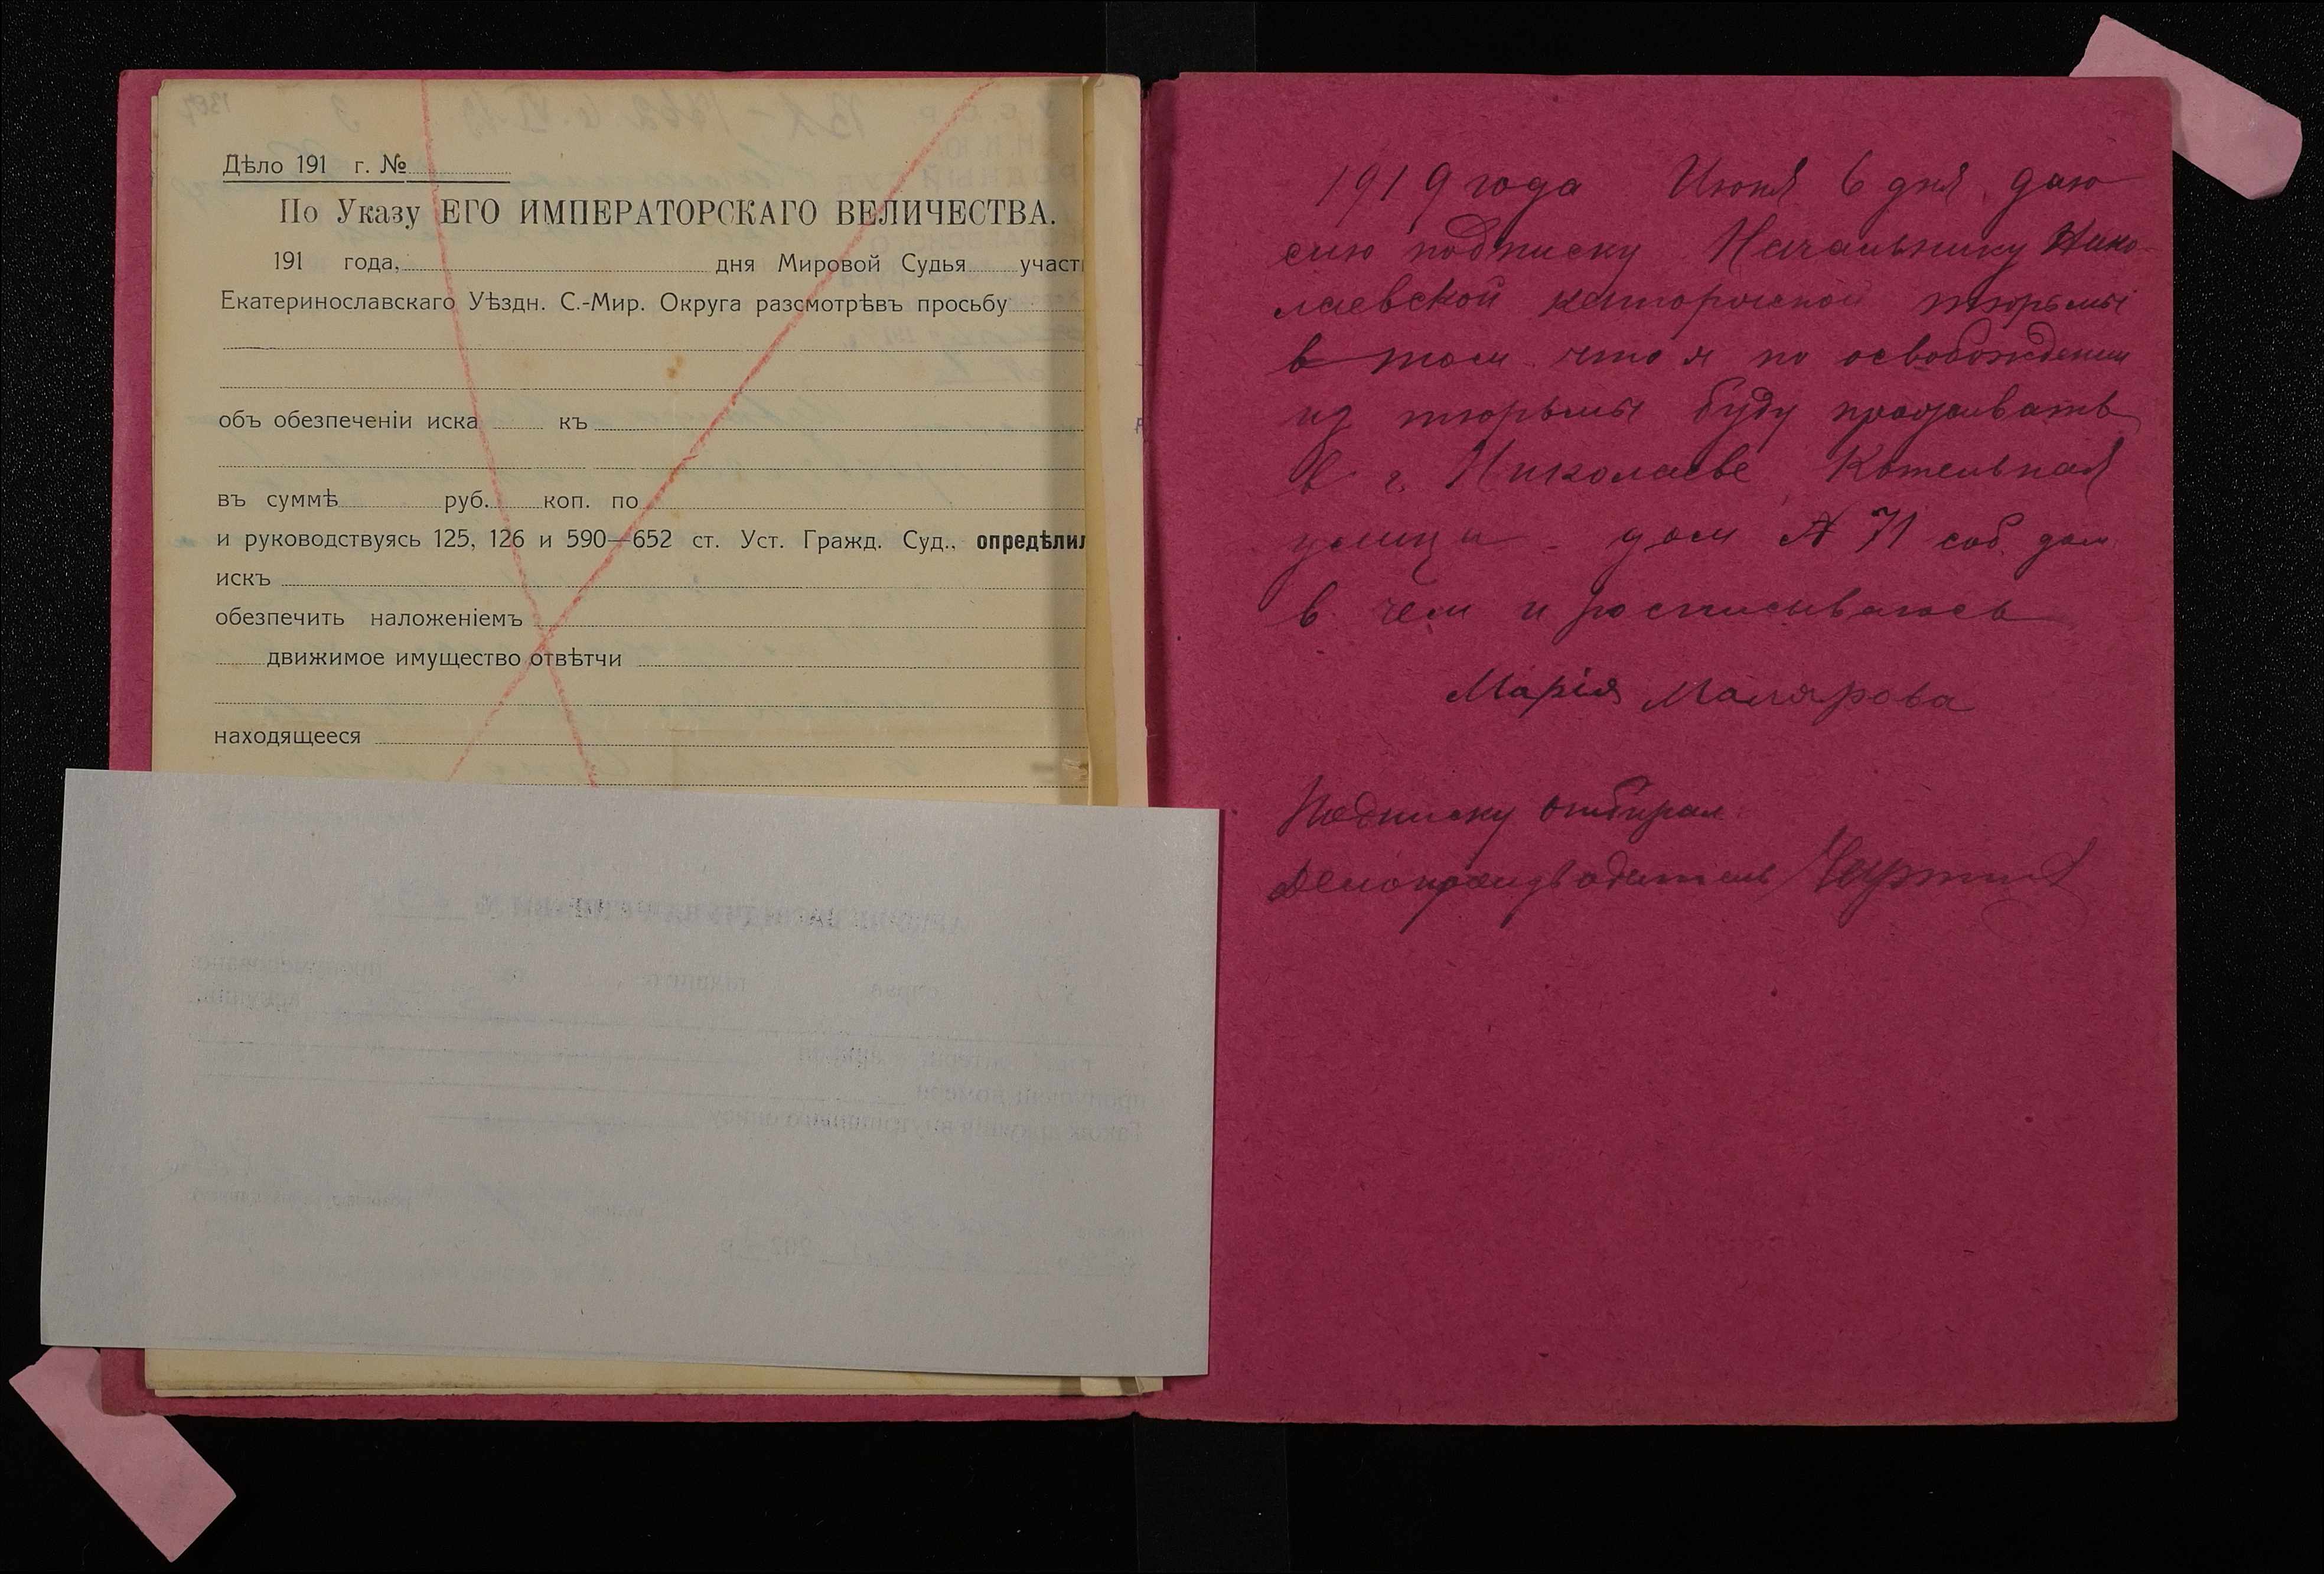 Дѣло 191 г. №
По Указу ЕГО ИМПЕРАТОРСКАГО ВЕЛИЧЕСТВА.
191 года, дня Мировой Судья участ
Екатеринославскаго Уѣздн. С.-Мир. Округа разсмотрѣвъ просьбу
объ обезпеченіи иска къ
въ суммѣ руб. коп. по
и руководствуясь 125, 126 и 590—652 ст. Уст. Гражд. Суд., опредѣлил
искъ
обезпечить наложеніемъ
движимое имущество отвѣтчи
находящееся
1919 года Июня 6 дня даю
сию подписку Начальнику Нико-
лаевской каторжной тюрьмы
в том что я по освобождении
из тюрьмы буду проживать
в г. Николаеве Котельная
улица дом № 71 соб. дом
в чем и росписываюсь
Марія Малярова
Подписку отбирал
Делопроизводитель